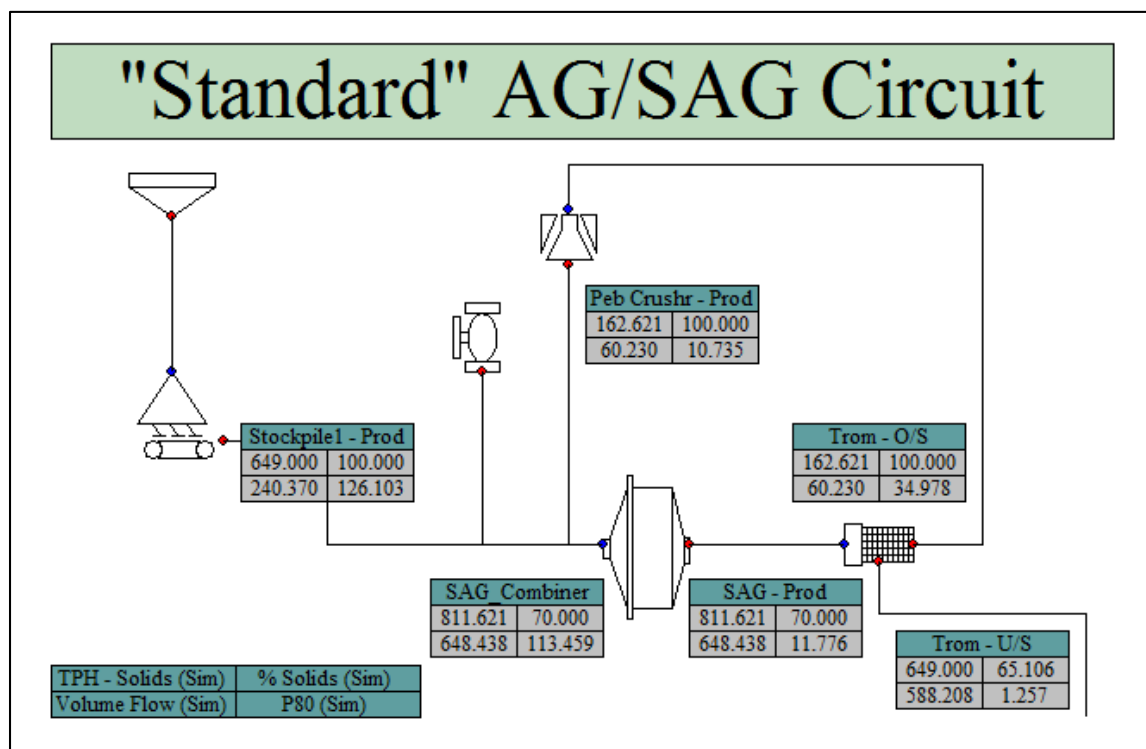 "Standard" AG/SAG Circuit
Peb Crushr - Prod
162.621 100.000
60.230 10.735
Stockpile1 - Prod
649.000 100.000
240.370 126.103
Trom - O/S
162.621 100.000
60.230 34.978
SAG_Combiner
811.621 70.000
648.438 113.459
SAG - Prod
811.621 70.000
648.438 11.776
Trom - U/S
649.000 65.106
588.208 1.257
TPH - Solids (Sim) % Solids (Sim)
Volume Flow (Sim) P80 (Sim)